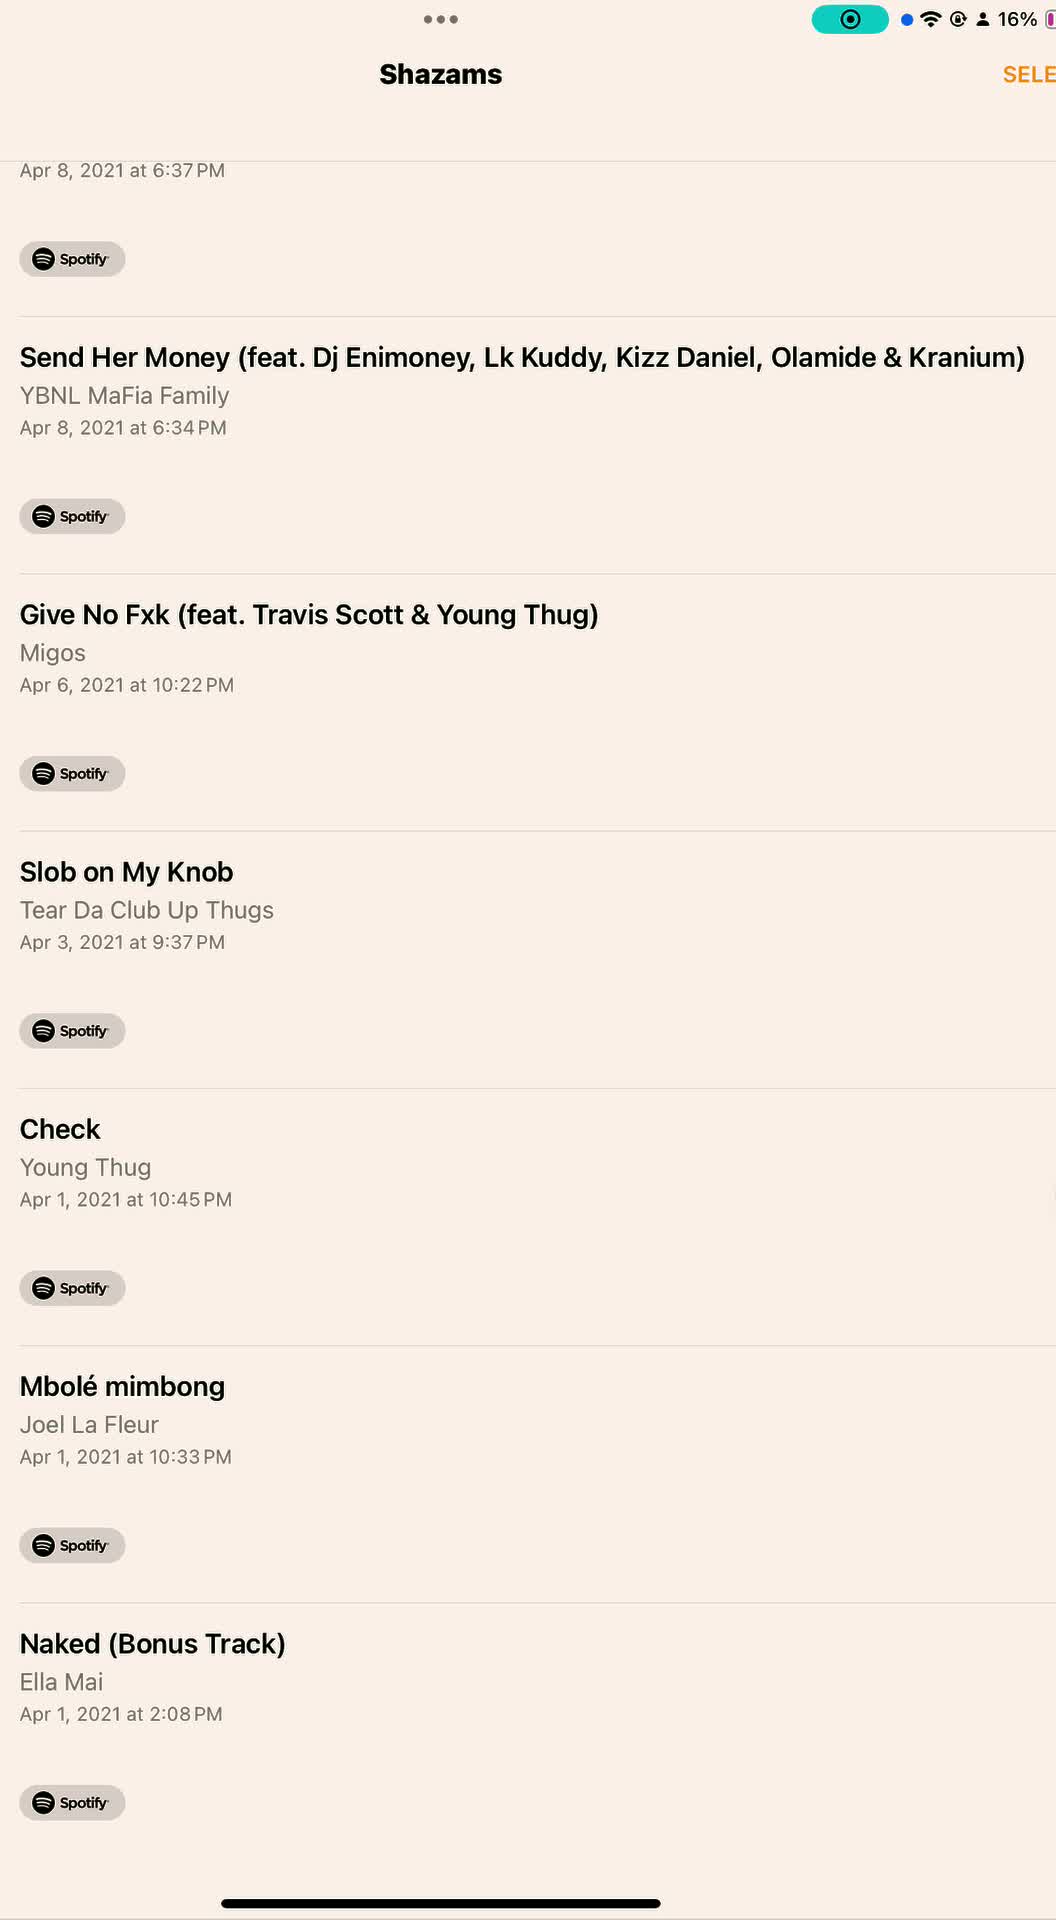 16%
Shazams
SELE
Apr 8, 2021 at 6:37 PM
Spotify
Send Her Money (feat. Dj Enimoney, Lk Kuddy, Kizz Daniel, Olamide & Kranium)
YBNL MaFia Family
Apr 8, 2021 at 6:34 PM
Spotify
Give No Fxk (feat. Travis Scott & Young Thug)
Migos
Apr 6, 2021 at 10:22 PM
Spotify
Slob on My Knob
Tear Da Club Up Thugs
Apr 3, 2021 at 9:37 PM
Spotify
Check
Young Thug
Apr 1, 2021 at 10:45 PM
Spotify
Mbolé mimbong
Joel La Fleur
Apr 1, 2021 at 10:33 PM
Spotify
Naked (Bonus Track)
Ella Mai
Apr 1, 2021 at 2:08 PM
Spotify